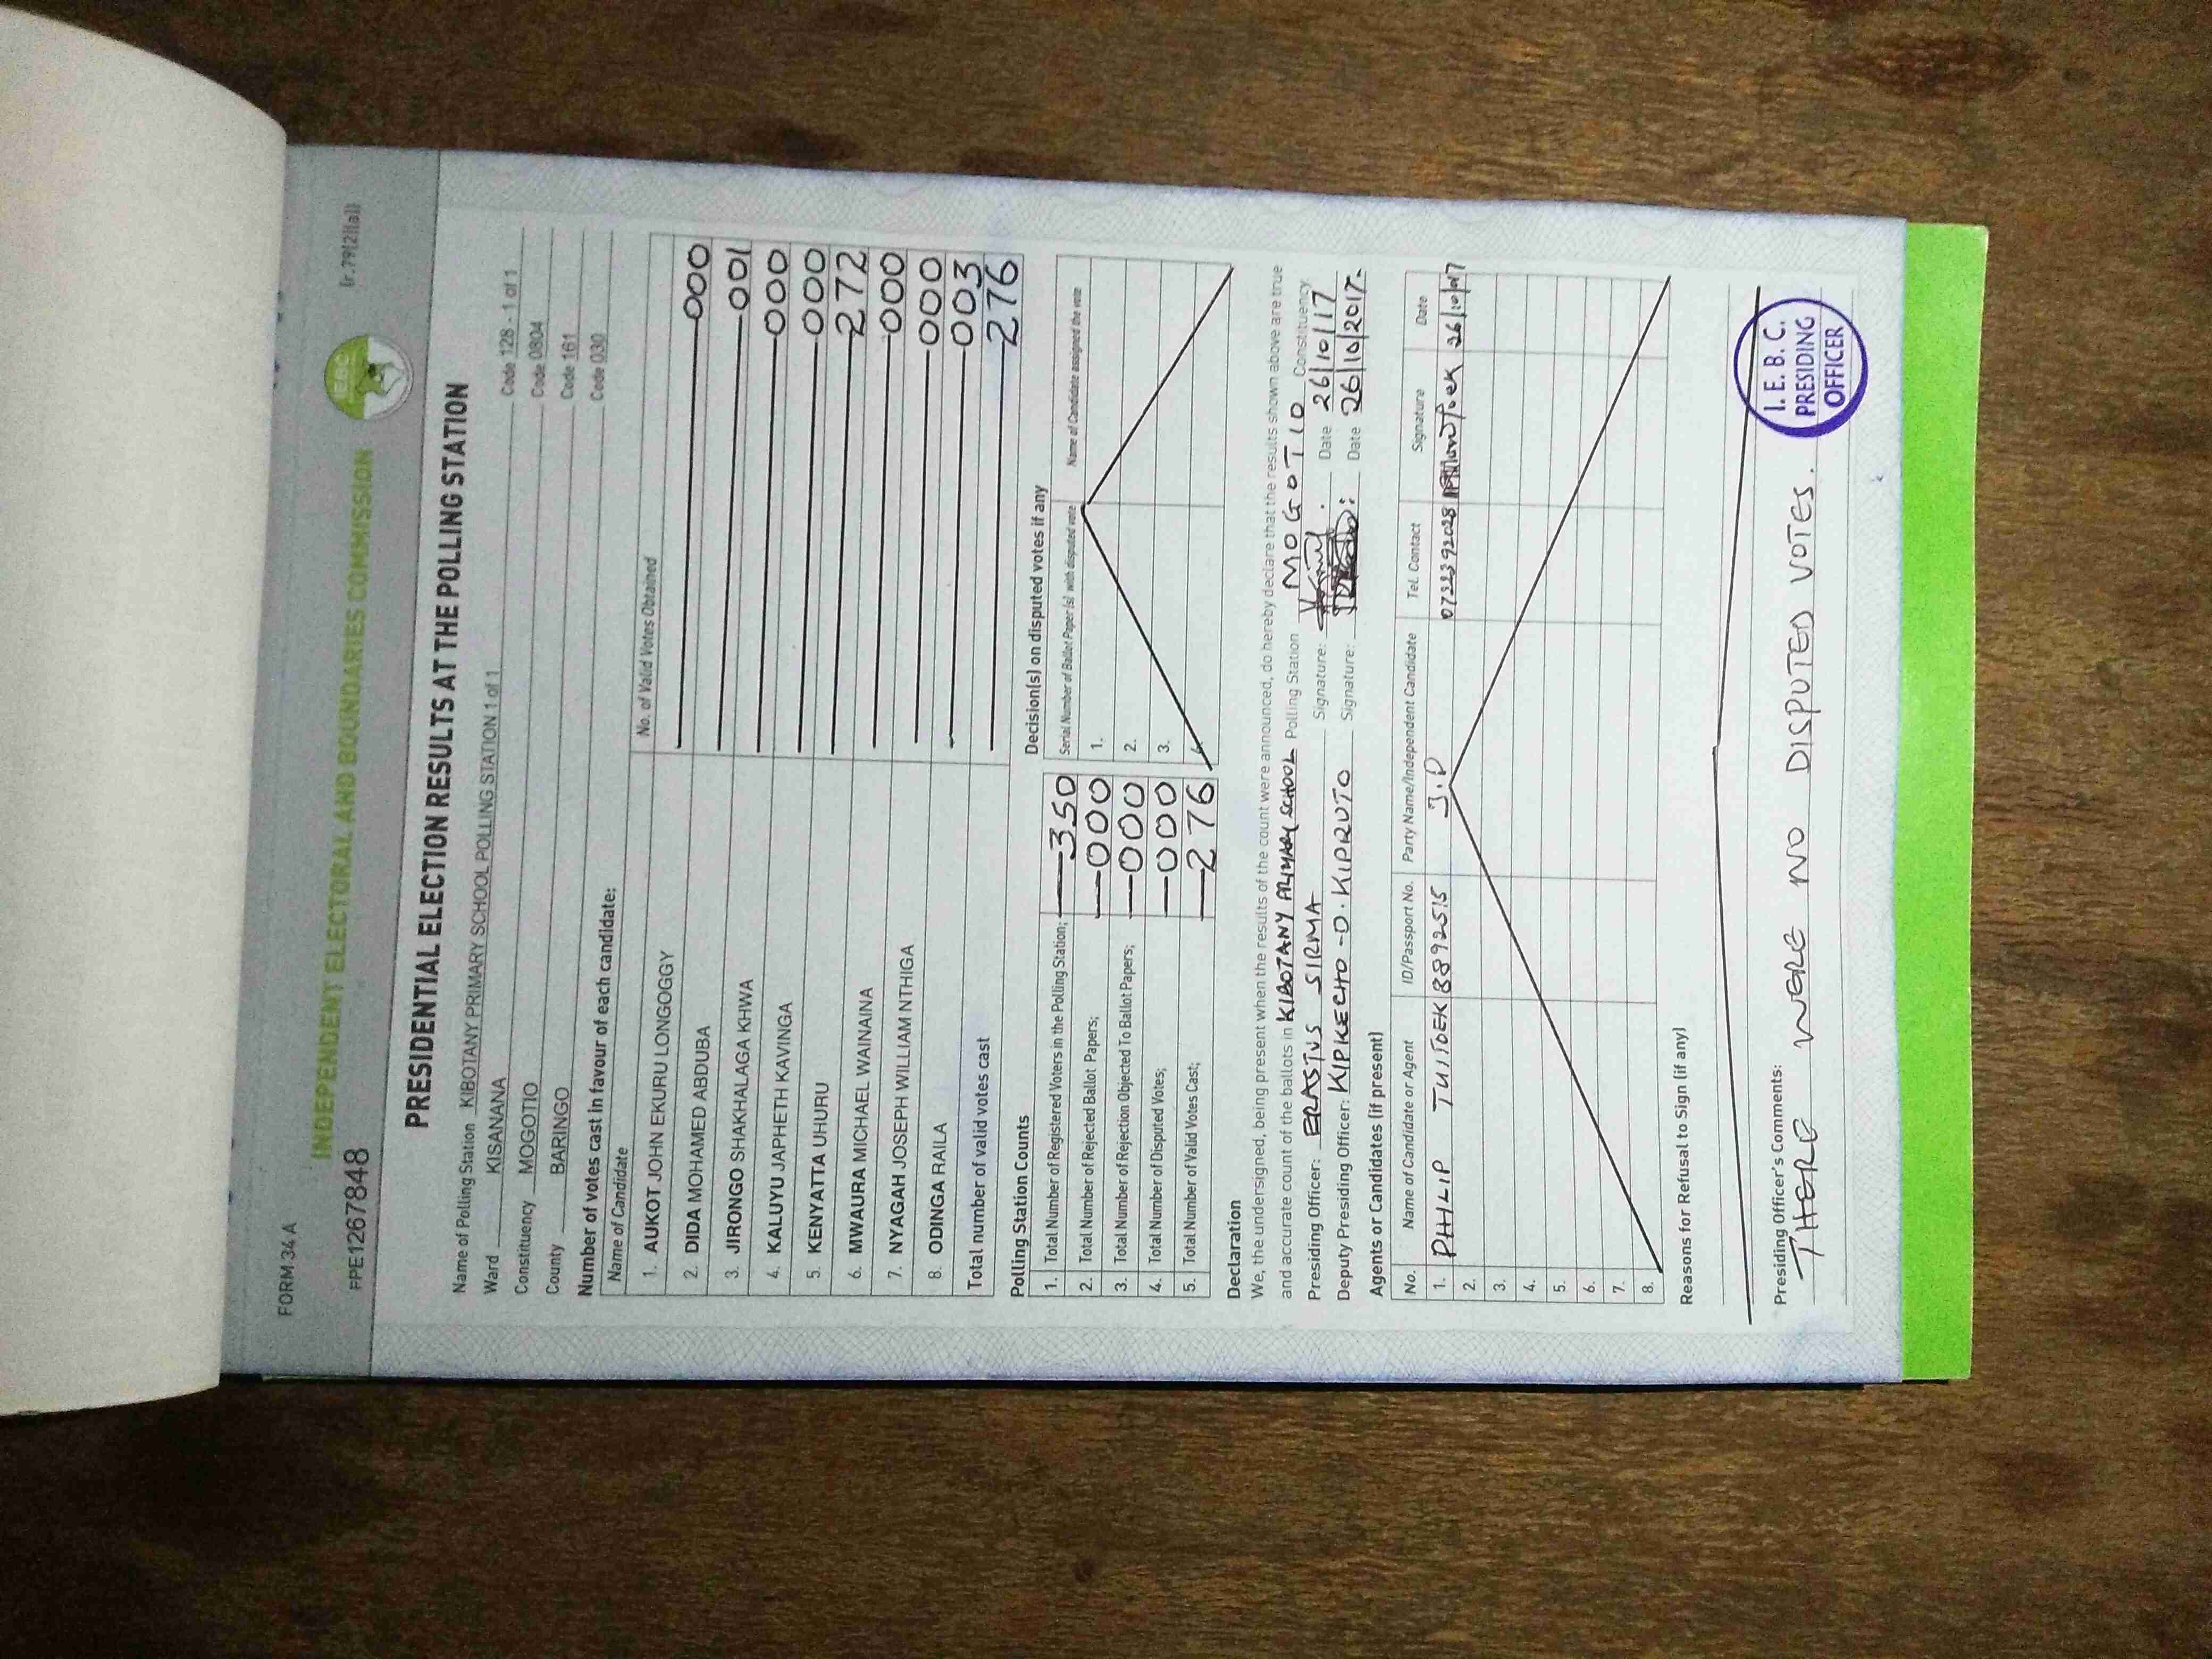 FORM 34 A
(r.79(2)(a))
INDEPENDENT ELECTORAL AND BOUNDARIES COMMISSION
IEBC
FPE1267848
PRESIDENTIAL ELECTION RESULTS AT THE POLLING STATION
Name of Polling Station KIBOTANY PRIMARY SCHOOL POLLING STATION 1 of 1 Code 128 - 1 of 1
Ward KISANANA Code 0804
Constituency MOGOTIO Code 161
County BARINGO Code 030
Number of votes cast in favour of each candidate:
Name of Candidate No. of Valid Votes Obtained
1. AUKOT JOHN EKURU LONGOGGY 000
2. DIDA MOHAMED ABDUBA 001
3. JIRONGO SHAKHALAGA KHWA 000
4. KALUYU JAPHETH KAVINGA 000
5. KENYATTA UHURU 272
6. MWAURA MICHAEL WAINAINA 000
7. NYAGAH JOSEPH WILLIAM NTHIGA 000
8. ODINGA RAILA 003
Total number of valid votes cast 276
Polling Station Counts Decision(s) on disputed votes if any
1. Total Number of Registered Voters in the Polling Station; 350 Serial Number of Ballot Paper(s) with disputed vote Name of Candidate assigned the vote
2. Total Number of Rejected Ballot Papers; 000 1.
3. Total Number of Rejection Objected To Ballot Papers; 000 2.
4. Total Number of Disputed Votes; 000 3.
5. Total Number of Valid Votes Cast; 276
Declaration
We, the undersigned, being present when the results of the count were announced, do hereby declare that the results shown above are true
and accurate count of the ballots in KIBOTANY PRIMARY SCHOOL Polling Station MOGOTIO Constituency
Presiding Officer: ERASTUS SIRMA Signature: Date 26/10/17
Deputy Presiding Officer: KIPKECHO - D. KIPRUTO Signature: Date 26/10/2017.
Agents or Candidates (if present)
No. Name of Candidate or Agent ID/Passport No. Party Name/Independent Candidate Tel. Contact Signature Date
1. PHILIP TUITOEK 8892515 J.P 0722392028 26/10/017
2.
3.
4.
5.
6.
7.
8.
Reasons for Refusal to Sign (if any)
Presiding Officer's Comments:
THERE WERE NO DISPUTED VOTES.
I. E. B. C.
PRESIDING
OFFICER